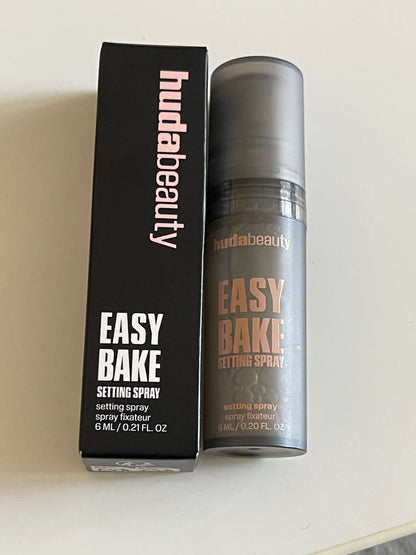 hudabeauty
EASY
BAKE
SETTING SPRAY
setting spray
spray fixateur
6 ML / 0.21 FL. OZ
hudabeauty
EASY
BAKE
SETTING SPRAY
setting spray
spray fixateur
6 ML / 0.20 FL. OZ